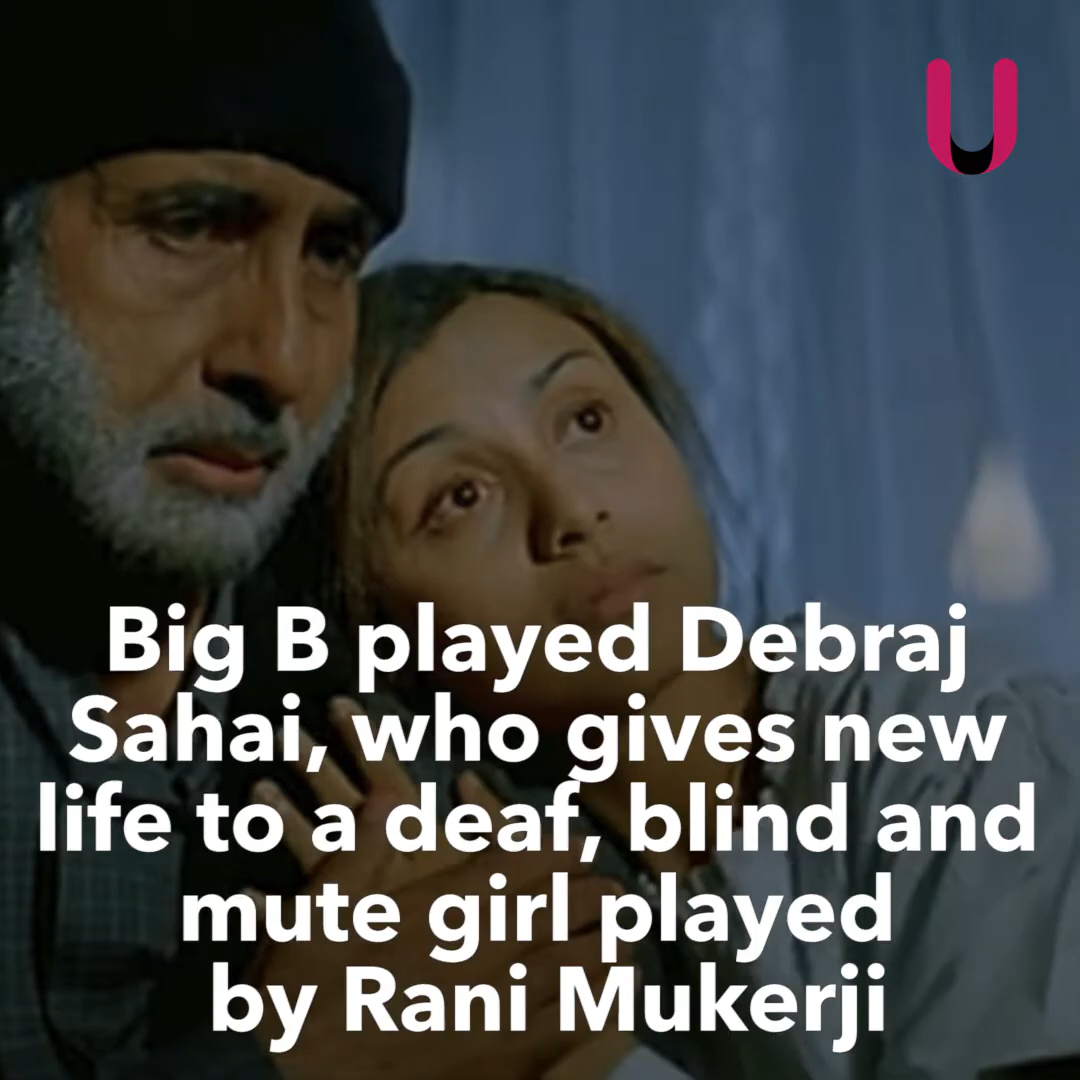 U
Big B played Debraj
Sahai, who gives new
life to a deaf, blind and
mute girl played
by Rani Mukerji